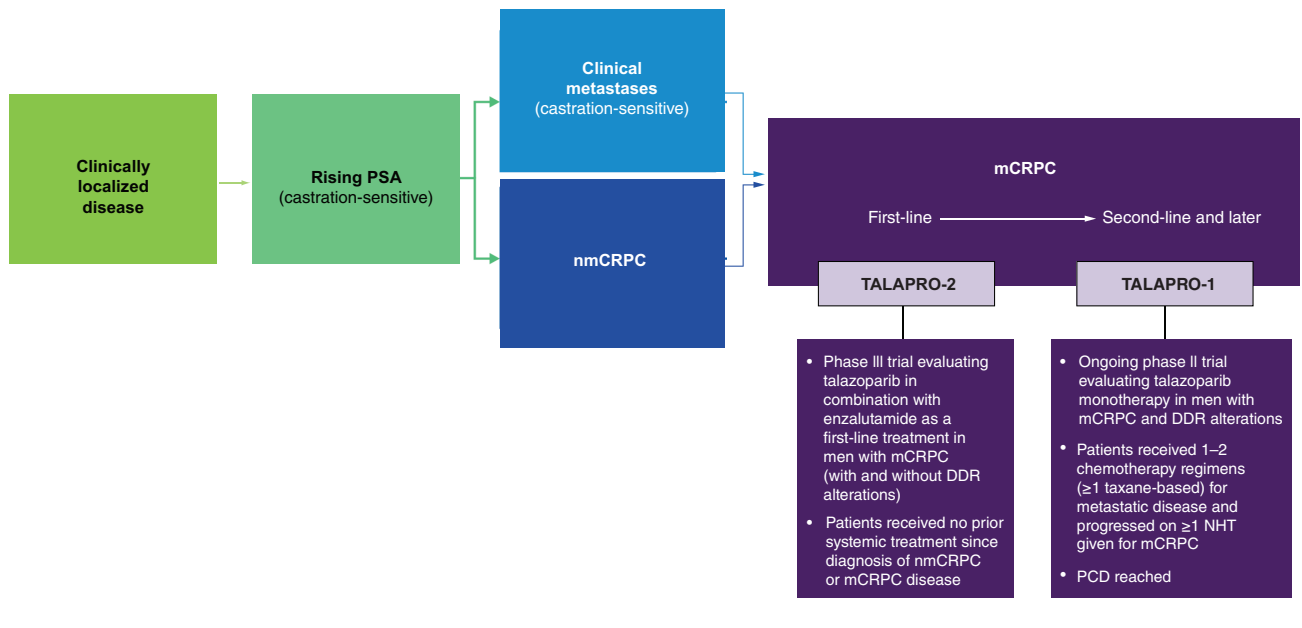 Clinically
localized
disease
Rising PSA
(castration-sensitive)
Clinical
metastases
(castration-sensitive)
nmCRPC
mCRPC
First-line
Second-line and later
TALAPRO-2
TALAPRO-1
• Phase III trial evaluating
talazoparib in
combination with
enzalutamide as a
first-line treatment in
men with mCRPC
(with and without DDR
alterations)
• Patients received no prior
systemic treatment since
diagnosis of nmCRPC
or mCRPC disease
• Ongoing phase II trial
evaluating talazoparib
monotherapy in men with
mCRPC and DDR alterations
• Patients received 1–2
chemotherapy regimens
(≥1 taxane-based) for
metastatic disease and
progressed on ≥1 NHT
given for mCRPC
• PCD reached